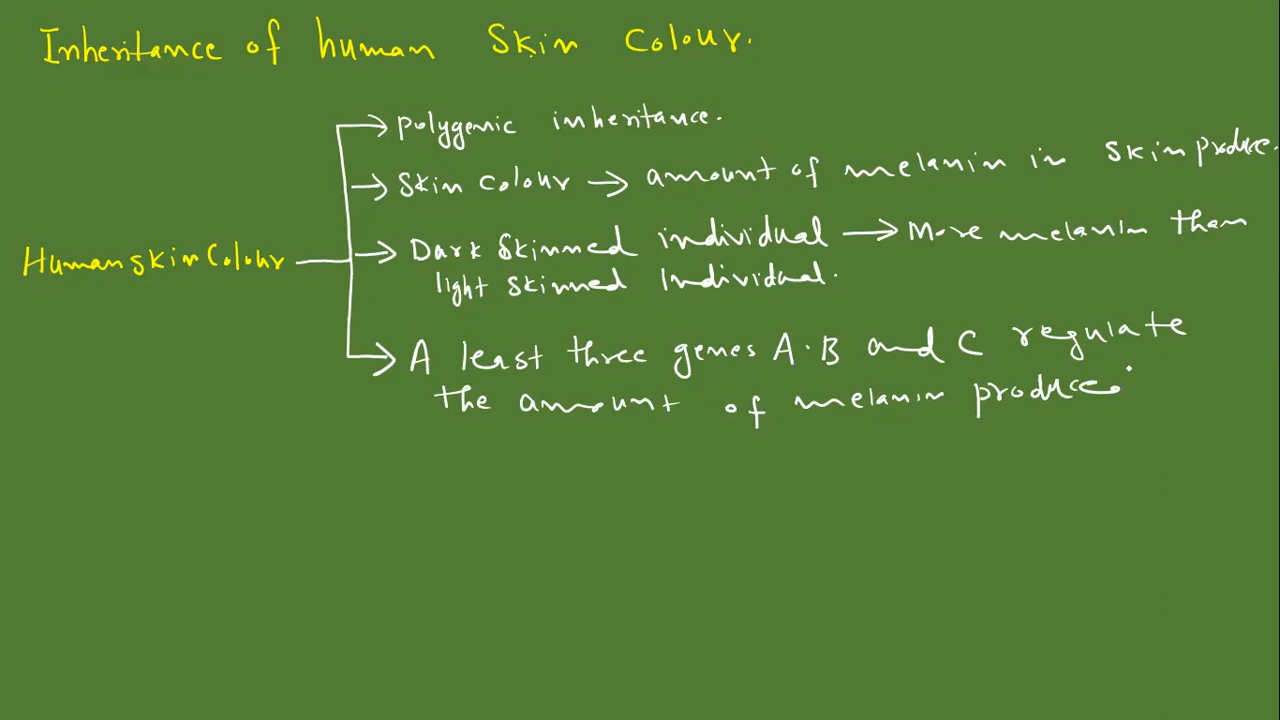 Inheritance of human Skin Colour.
Polygenic inheritance.
Skin colour → amount of melanin in skin produce.
Human skin Colour
Dark skinned individual → More melanin than
light skinned Individual.
A least three genes A. B and C regulate
the amount of melanin produce.